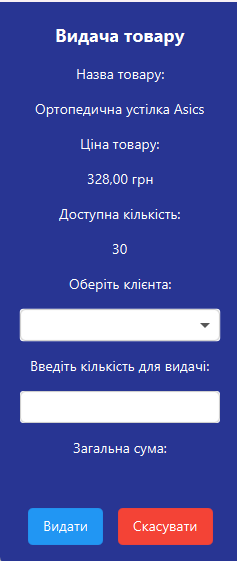 Видача товару
Назва товару:
Ортопедична устілка Asics
Ціна товару:
328,00 грн
Доступна кількість:
30
Оберіть клієнта:
Введіть кількість для видачі:
Загальна сума:
Видати
Скасувати